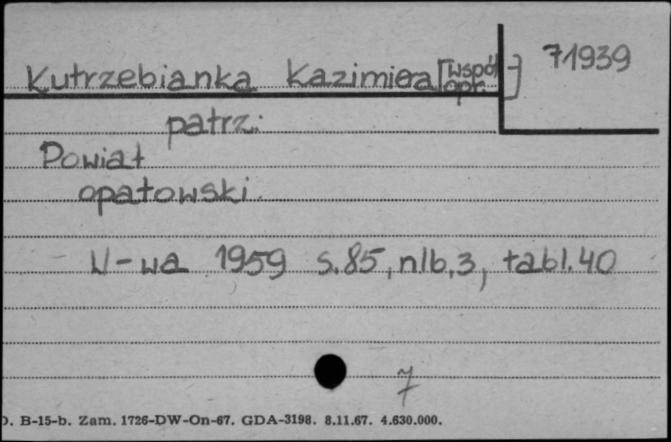 Kutrzebianka Kazimiera [współ opr.] 71939
patrz:
Powiat
opatowski.
W-wa 1959 s.85, nlb,3, tabl.40
7
D. B-15-b. Zam. 1726-DW-On-67. GDA-3198. 8.11.67. 4.630.000.